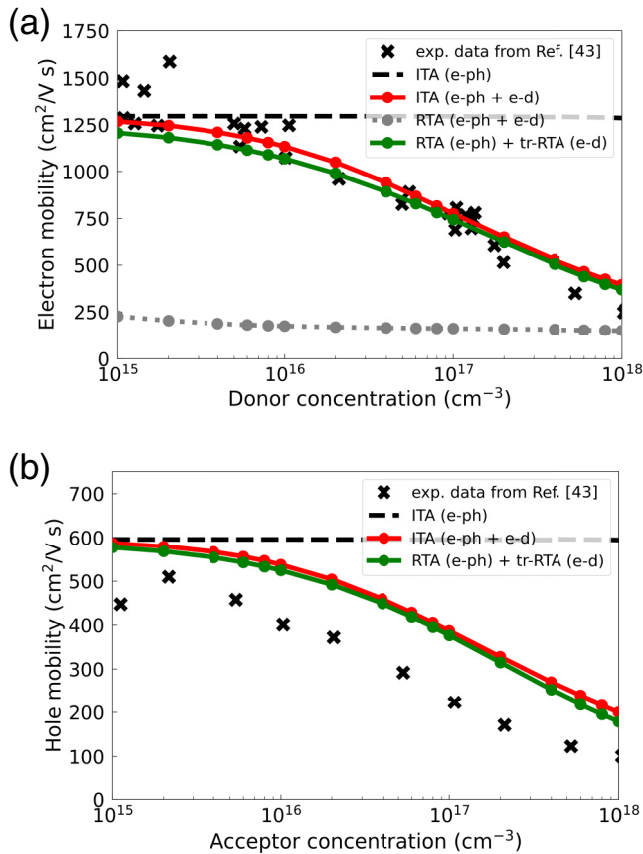 (a)
1750
1500
1250
1000
750
500
250
0
Electron mobility (cm²/V s)
exp. data from Ref. [43]
ITA (e-ph)
ITA (e-ph + e-d)
RTA (e-ph + e-d)
RTA (e-ph) + tr-RTA (e-d)
10¹⁵ 10¹⁶ 10¹⁷ 10¹⁸
Donor concentration (cm⁻³)
(b)
700
600
500
400
300
200
100
0
Hole mobility (cm²/V s)
exp. data from Ref. [43]
ITA (e-ph)
ITA (e-ph + e-d)
RTA (e-ph) + tr-RTA (e-d)
10¹⁵ 10¹⁶ 10¹⁷ 10¹⁸
Acceptor concentration (cm⁻³)